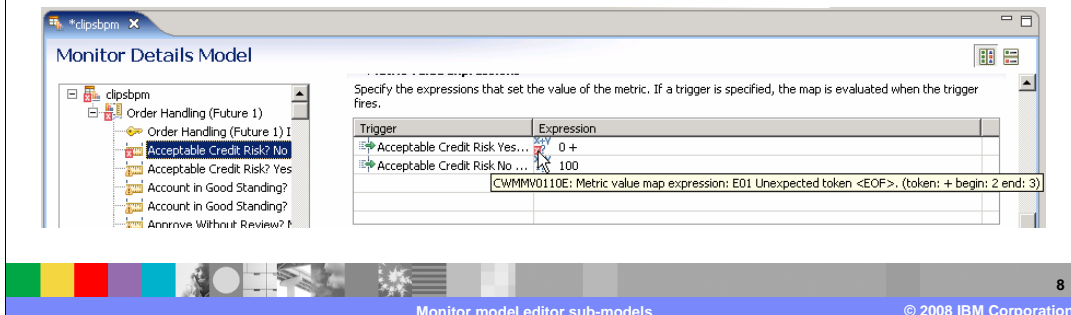 *clipsbpm
Monitor Details Model
clipsbpm
Order Handling (Future 1)
Order Handling (Future 1) I
Acceptable Credit Risk? No
Acceptable Credit Risk? Yes
Account in Good Standing?
Account in Good Standing?
Approve Without Review?
Specify the expressions that set the value of the metric. If a trigger is specified, the map is evaluated when the trigger
fires.
Trigger Expression
Acceptable Credit Risk Yes... X+Y 0 +
Acceptable Credit Risk No ... 100
CWMMV0110E: Metric value map expression: E01 Unexpected token <EOF>. (token: + begin: 2 end: 3)
8
Monitor model editor sub-models
© 2008 IBM Corporation